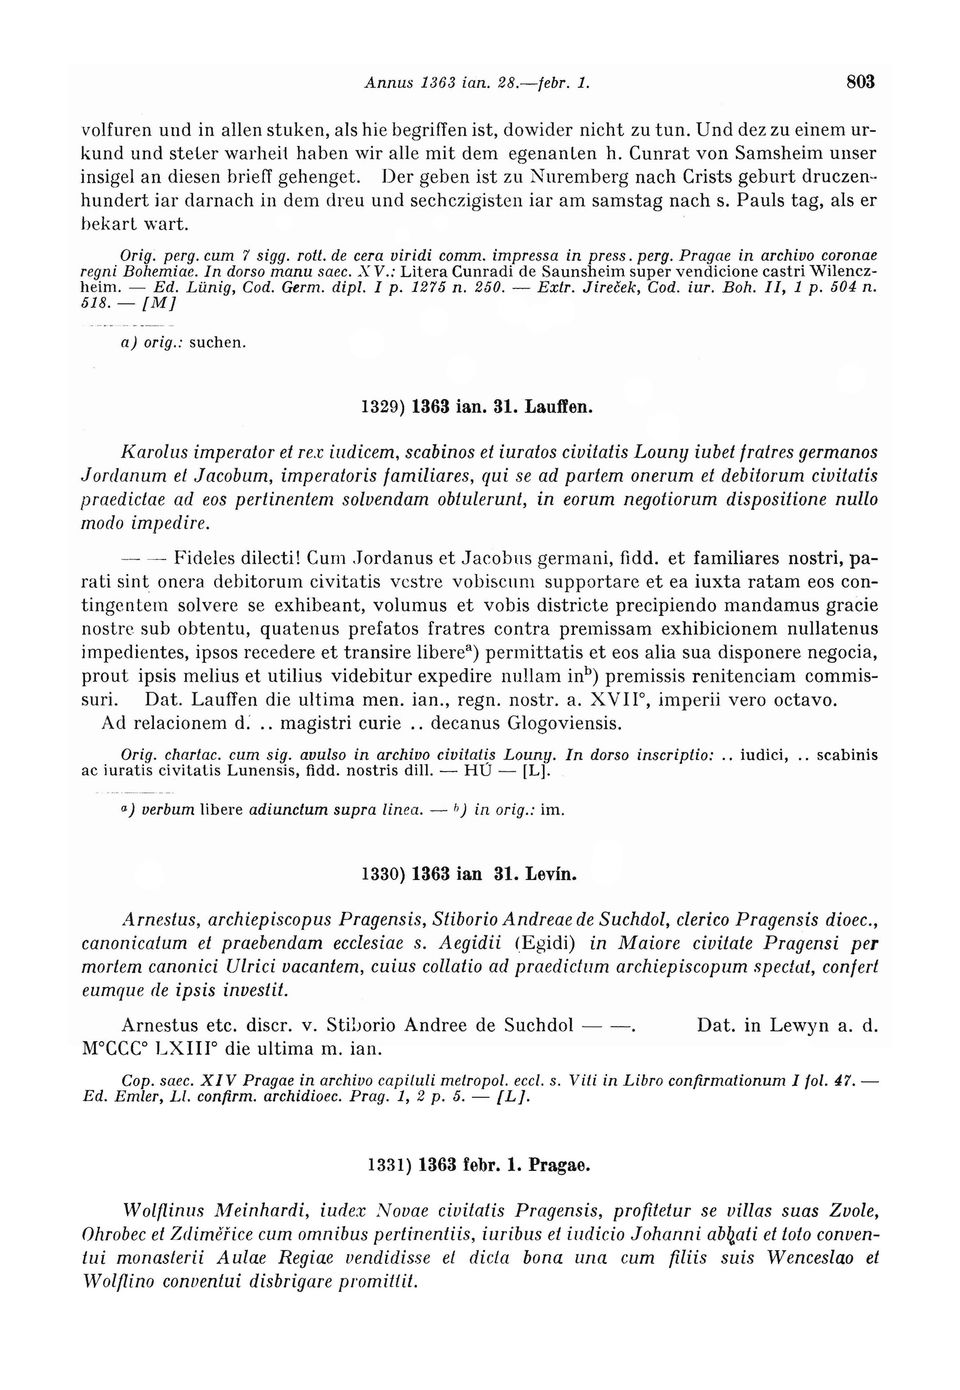 Annus 1363 ian. 28.—febr. 1. 803
volfuren und in allen stuken, als hie begriffen ist, dowider nicht zu tun. Und dez zu einem ur-
kund und steter warheit haben wir alle mit dem egenanten h. Cunrat von Samsheim unser
insigel an diesen brieff gehenget. Der geben ist zu Nuremberg nach Crists geburt druczen-
hundert iar darnach in dem dreu und sechczigisten iar am samstag nach s. Pauls tag, als er
bekart wart.
Orig. perg. cum 7 sigg. rott. de cera viridi comm. impressa in press. perg. Pragae in archivo coronae
regni Bohemiae. In dorso manu saec. XV.: Litera Cunradi de Saunsheim super vendicione castri Wilencz-
heim. — Ed. Lünig, Cod. Germ. dipl. I p. 1275 n. 250. — Extr. Jireček, Cod. iur. Boh. II, 1 p. 504 n.
518. — [M]
a) orig.: suchen.
1329) 1363 ian. 31. Lauffen.
Karolus imperator et rex iudicem, scabinos et iuratos civitatis Louny iubet fratres germanos
Jordanum et Jacobum, imperatoris familiares, qui se ad partem onerum et debitorum civitatis
praedictae ad eos pertinentem solvendam obtulerunt, in eorum negotiorum dispositione nullo
modo impedire.
— — Fideles dilecti! Cum Jordanus et Jacobus germani, fidd. et familiares nostri, pa-
rati sint onera debitorum civitatis vestre vobiscum supportare et ea iuxta ratam eos con-
tingentem solvere se exhibeant, volumus et vobis districte precipiendo mandamus gracie
nostre sub obtentu, quatenus prefatos fratres contra premissam exhibicionem nullatenus
impedientes, ipsos recedere et transire libere a) permittatis et eos alia sua disponere negocia,
prout ipsis melius et utilius videbitur expedire nullam in b) premissis renitenciam commis-
suri. Dat. Lauffen die ultima men. ian., regn. nostr. a. XVII°, imperii vero octavo.
Ad relacionem d. .. magistri curie .. decanus Glogoviensis.
Orig. chartac. cum sig. avulso in archivo civitatis Louny. In dorso inscriptio: .. iudici, .. scabinis
ac iuratis civitatis Lunensis, fidd. nostris dill. — HÚ — [L].
a) verbum libere adiunctum supra linea. — b) in orig.: im.
1330) 1363 ian 31. Levín.
Arnestus, archiepiscopus Pragensis, Stiborio Andreae de Suchdol, clerico Pragensis dioec.,
canonicatum et praebendam ecclesiae s. Aegidii (Egidi) in Maiore civitate Pragensi per
mortem canonici Ulrici vacantem, cuius collatio ad praedictum archiepiscopum spectat, confert
eumque de ipsis investit.
Arnestus etc. discr. v. Stiborio Andree de Suchdol — —. Dat. in Lewyn a. d.
M°CCC° LXIII° die ultima m. ian.
Cop. saec. XIV Pragae in archivo capituli metropol. eccl. s. Viti in Libro confirmationum I fol. 47. —
Ed. Emler, Ll. confirm. archidioec. Prag. 1, 2 p. 5. — [L].
1331) 1363 febr. 1. Pragae.
Wolflinus Meinhardi, iudex Novae civitatis Pragensis, profitetur se villas suas Zvole,
Ohrobec et Zdiměřice cum omnibus pertinentiis, iuribus et iudicio Johanni abbati et toto conven-
tui monasterii Aulae Regiae vendidisse et dicta bona una cum filiis suis Wenceslao et
Wolflino conventui disbrigare promittit.